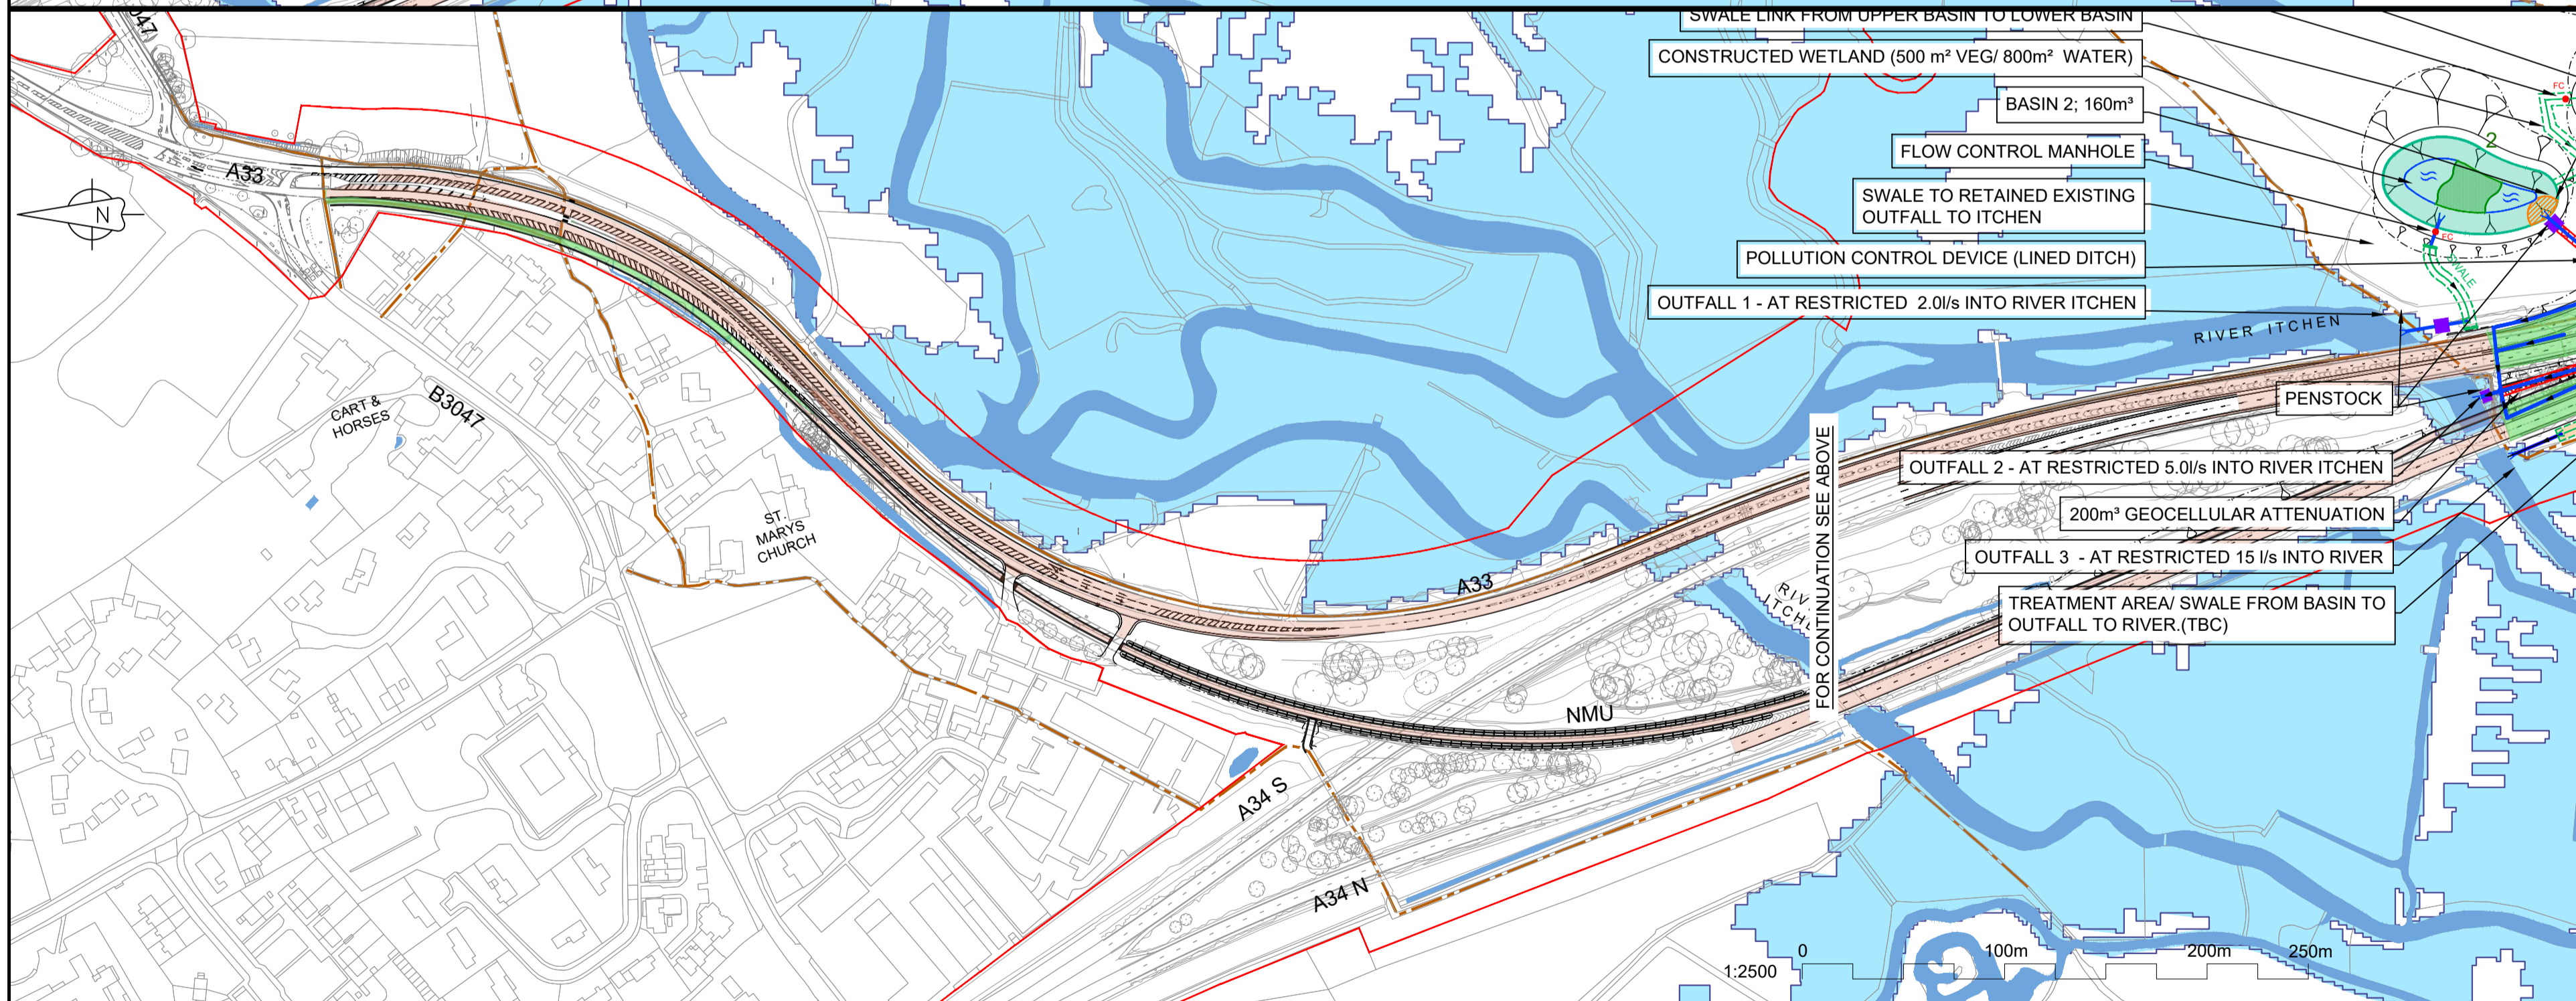 047
SWALE LINK FROM UPPER BASIN TO LOWER BASIN
CONSTRUCTED WETLAND (500 m² VEG/ 800m² WATER)
BASIN 2; 160m³
FLOW CONTROL MANHOLE
SWALE TO RETAINED EXISTING
OUTFALL TO ITCHEN
POLLUTION CONTROL DEVICE (LINED DITCH)
OUTFALL 1 - AT RESTRICTED 2.0l/s INTO RIVER ITCHEN
FC
2
FC
SWALE
RIVER ITCHEN
A33
N
CART &
HORSES
B3047
ST.
MARYS
CHURCH
PENSTOCK
OUTFALL 2 - AT RESTRICTED 5.0l/s INTO RIVER ITCHEN
200m³ GEOCELLULAR ATTENUATION
OUTFALL 3 - AT RESTRICTED 15 l/s INTO RIVER
TREATMENT AREA/ SWALE FROM BASIN TO
OUTFALL TO RIVER.(TBC)
FOR CONTINUATION SEE ABOVE
A33
RIV
ITCHE
NMU
A34 S
A34 N
1:2500
0
100m
200m
250m